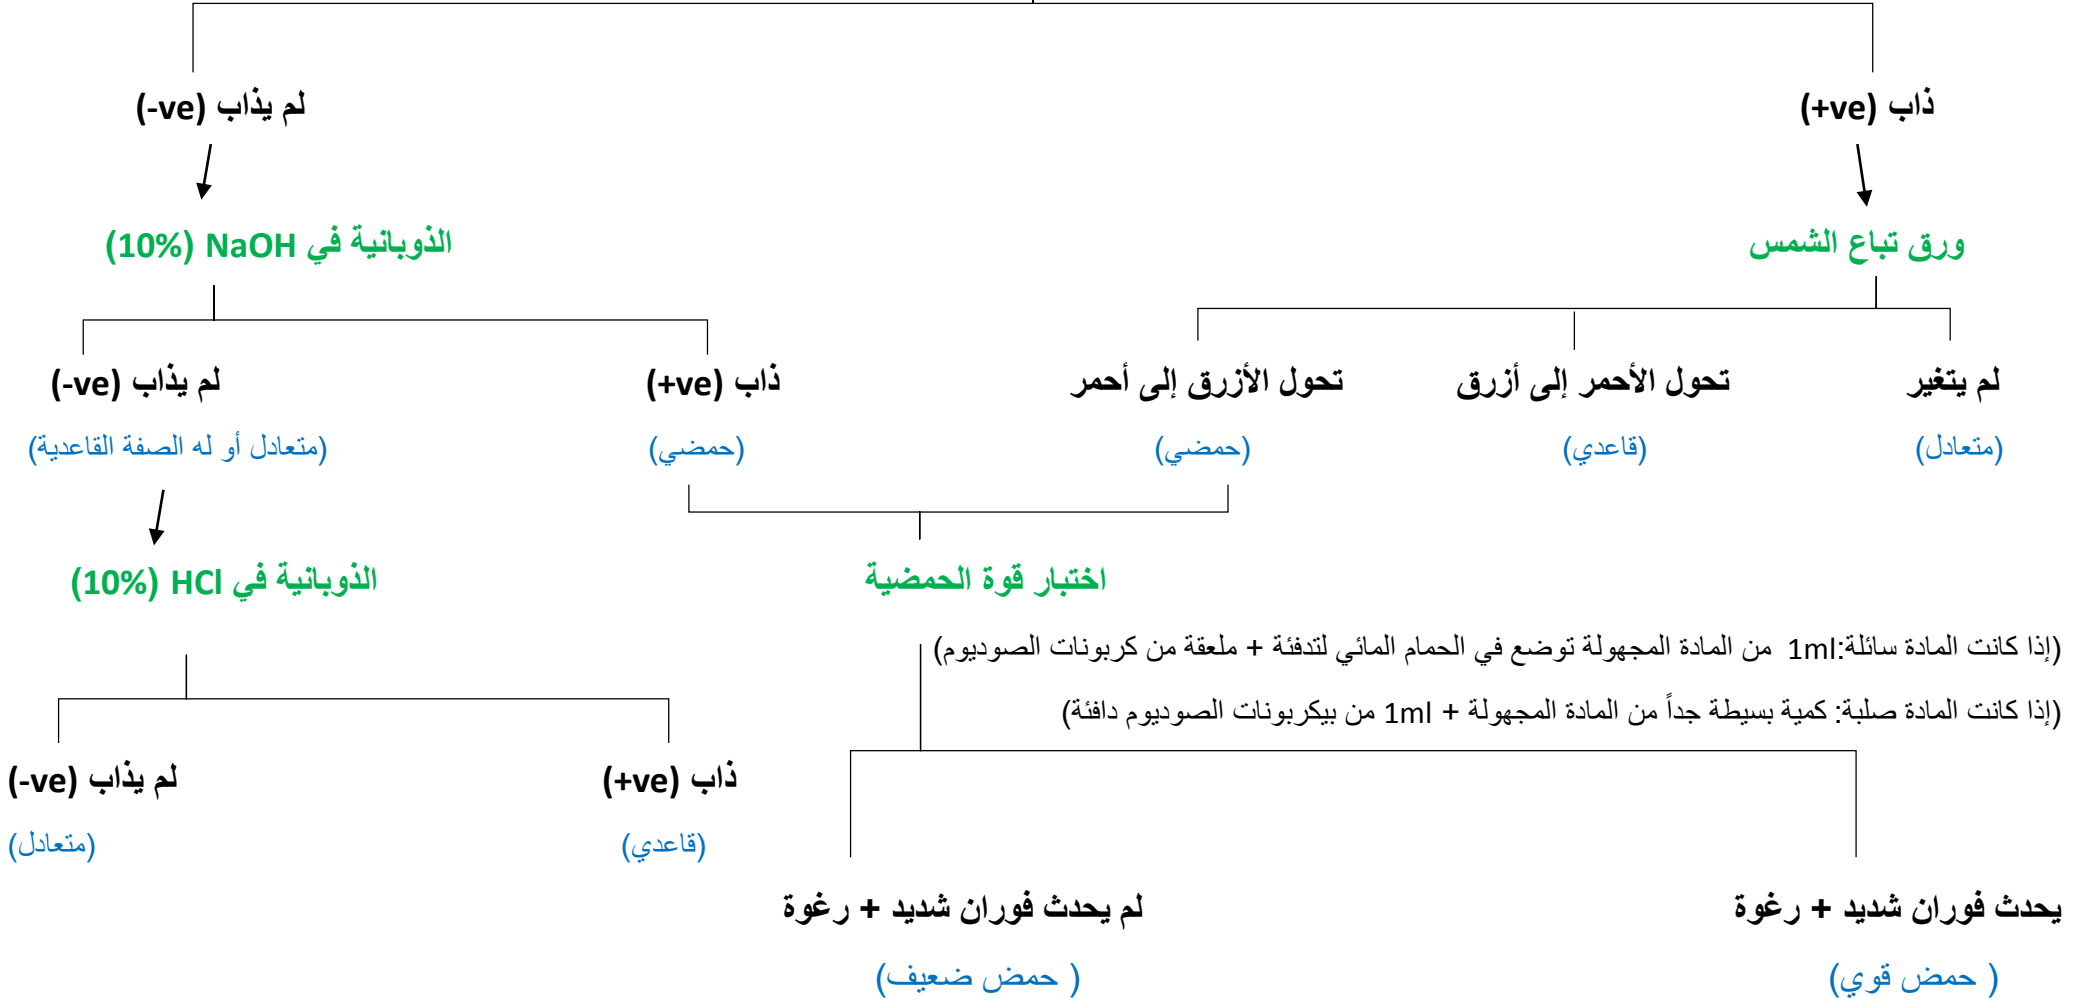 ذاب (+ve)
لم يذاب (-ve)
ورق تباع الشمس
الذوبانية في NaOH (10%)
لم يتغير
تحول الأحمر إلى أزرق
تحول الأزرق إلى أحمر
ذاب (+ve)
لم يذاب (-ve)
(متعادل)
(قاعدي)
(حمضي)
(حمضي)
(متعادل أو له الصفة القاعدية)
اختبار قوة الحمضية
الذوبانية في HCl (10%)
(إذا كانت المادة سائلة:1ml من المادة المجهولة توضع في الحمام المائي لتدفئة + ملعقة من كربونات الصوديوم)
(إذا كانت المادة صلبة: كمية بسيطة جداً من المادة المجهولة + 1ml من بيكربونات الصوديوم دافئة)
ذاب (+ve)
لم يذاب (-ve)
(قاعدي)
(متعادل)
يحدث فوران شديد + رغوة
لم يحدث فوران شديد + رغوة
( حمض قوي)
( حمض ضعيف)